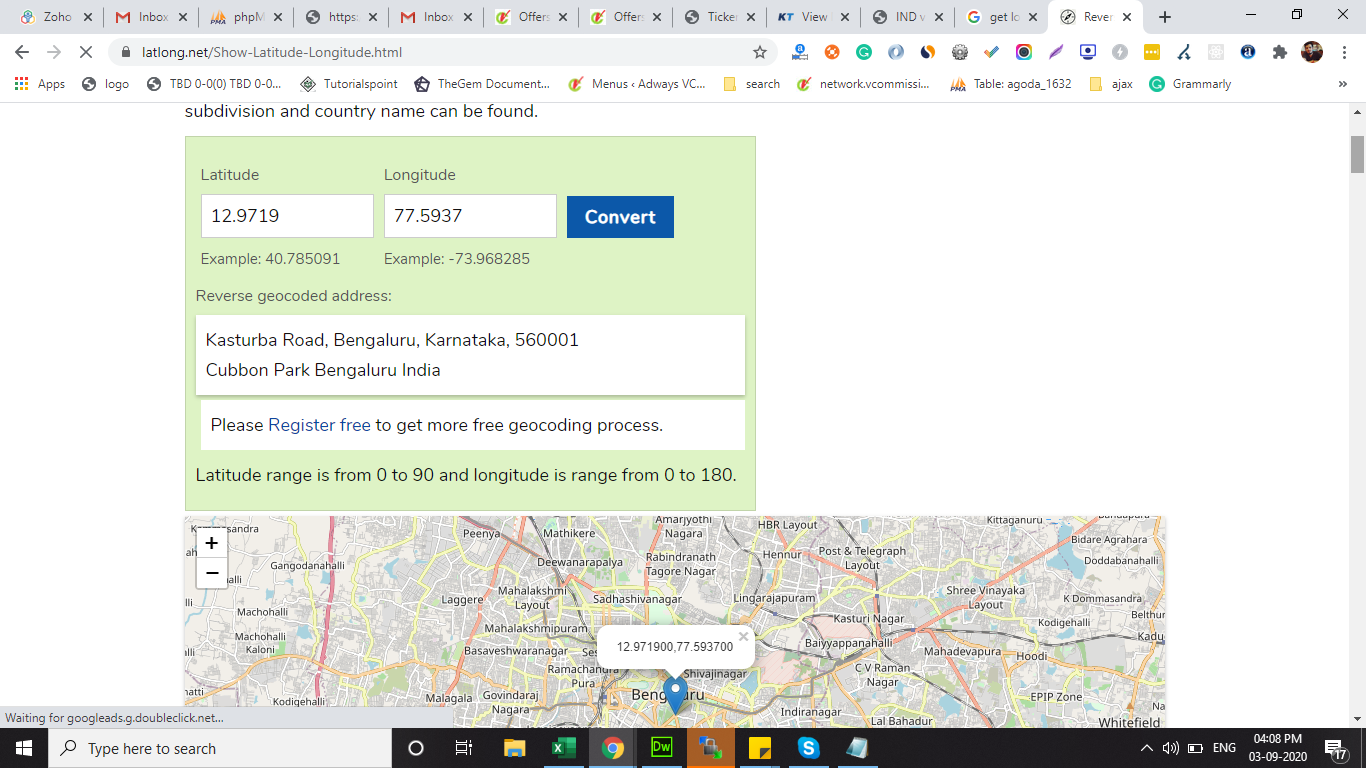 Zoho
Inbox
phpM
https:
Inbox
Offers
Offers
Ticker
KT View
IND v
get lo
Rever
latlong.net/Show-Latitude-Longitude.html
Apps
logo
TBD 0-0(0) TBD 0-0...
Tutorialspoint
TheGem Document...
Menus ‹ Adways VC...
search
network.vcommissi...
Table: agoda_1632
ajax
Grammarly
»
subdivision and country name can be found.
Latitude
Longitude
12.9719
77.5937
Convert
Example: 40.785091
Example: -73.968285
Reverse geocoded address:
Kasturba Road, Bengaluru, Karnataka, 560001
Cubbon Park Bengaluru India
Please Register free to get more free geocoding process.
Latitude range is from 0 to 90 and longitude is range from 0 to 180.
+
−
Gangodanahalli
Machohalli
Machohalli
Koloni
Kodigehalli
Peenya
Laggere
Mathikere
Deewanarapalya
Mahalakshmi
Layout
Mahalakshmipuram
Basaveshwaranagar
Malagala
Govindaraj
Nagara
Amarjyothi
Nagara
Rabindranath
Tagore Nagar
Sadhashivanagar
HBR Layout
Hennur
Lingarajapuram
Post & Telegraph
Layout
Kasturi Nagar
Baiyyappanahalli
C V Raman
Nagar
Shivajinagar
Indiranagar
Lal Bahadur
Kittaganuru
Bidare Agrahara
Doddabanahalli
Shree Vinayaka
Layout
K Dommasandra
Belthur
Kadu
Mahadevapura
Hoodi
Kodigehalli
EPIP Zone
Whitefield
12.971900,77.593700
×
Waiting for googleads.g.doubleclick.net...
Type here to search
Dw
ENG
04:08 PM
03-09-2020
17